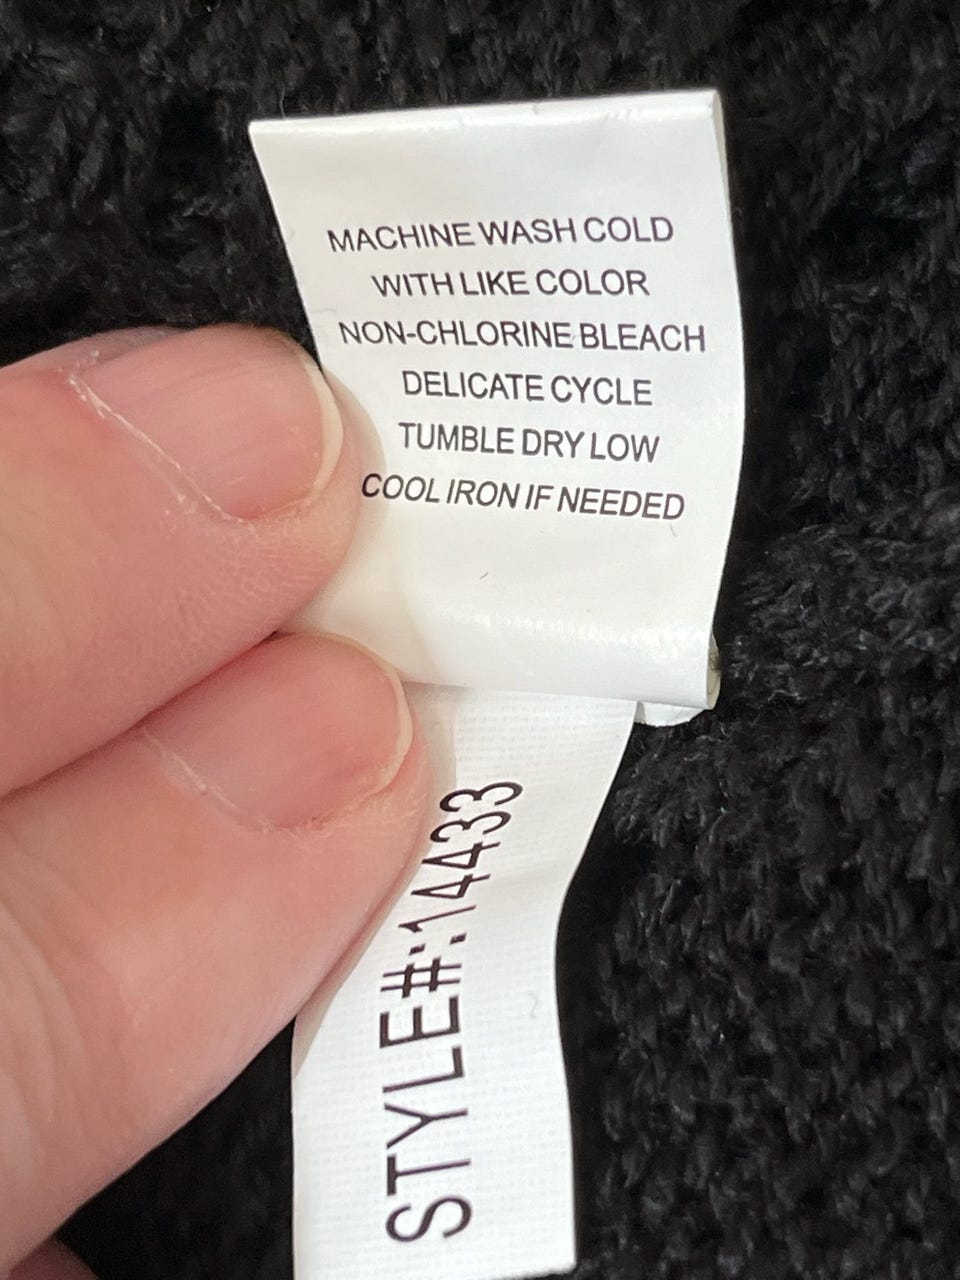 MACHINE WASH COLD
WITH LIKE COLOR
NON-CHLORINE BLEACH
DELICATE CYCLE
TUMBLE DRY LOW
COOL IRON IF NEEDED
STYLE#:14433